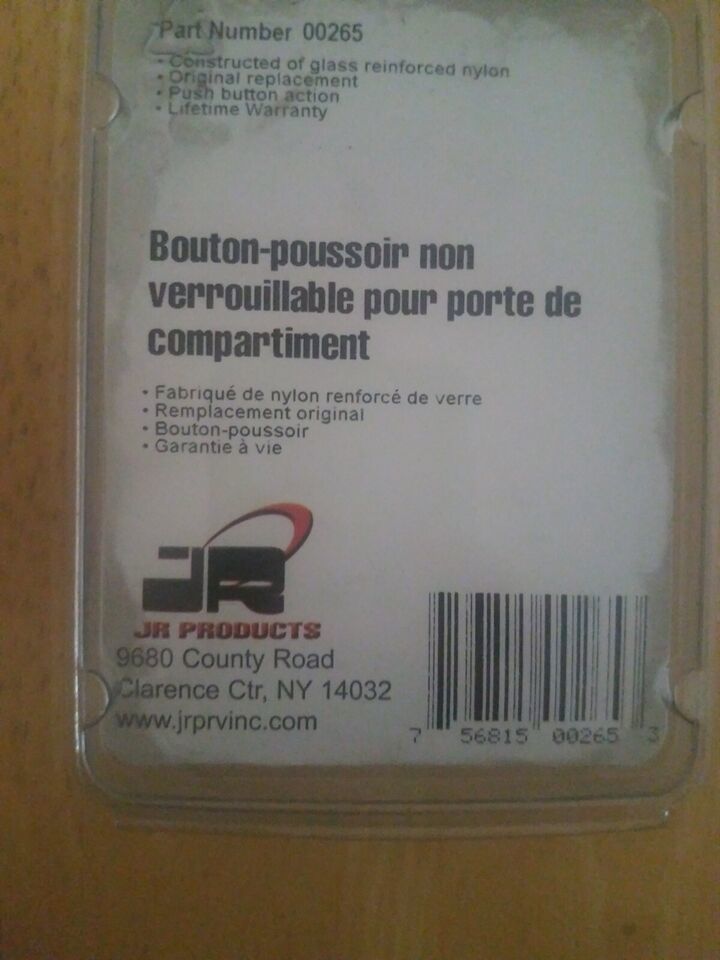 Part Number 00265
• Constructed of glass reinforced nylon
• Original replacement
• Push button action
• Lifetime Warranty
Bouton-poussoir non
verrouillable pour porte de
compartiment
• Fabriqué de nylon renforcé de verre
• Remplacement original
• Bouton-poussoir
• Garantie à vie
JR
JR PRODUCTS
9680 County Road
Clarence Ctr, NY 14032
www.jrprvinc.com
7 56815 00265 3